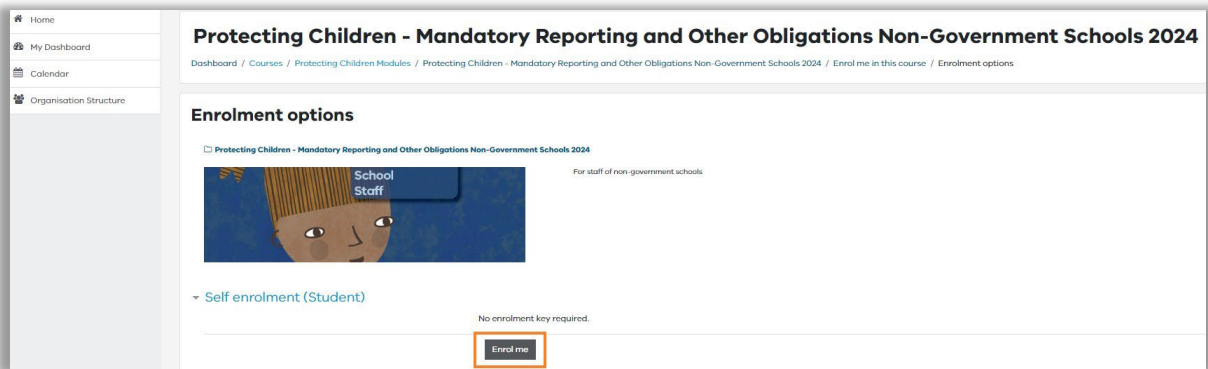 Home
My Dashboard
Calendar
Organisation Structure
Protecting Children - Mandatory Reporting and Other Obligations Non-Government Schools 2024
Dashboard / Courses / Protecting Children Modules / Protecting Children - Mandatory Reporting and Other Obligations Non-Government Schools 2024 / Enrol me in this course / Enrolment options
Enrolment options
Protecting Children - Mandatory Reporting and Other Obligations Non-Government Schools 2024
School
Staff
For staff of non-government schools
Self enrolment (Student)
No enrolment key required.
Enrol me